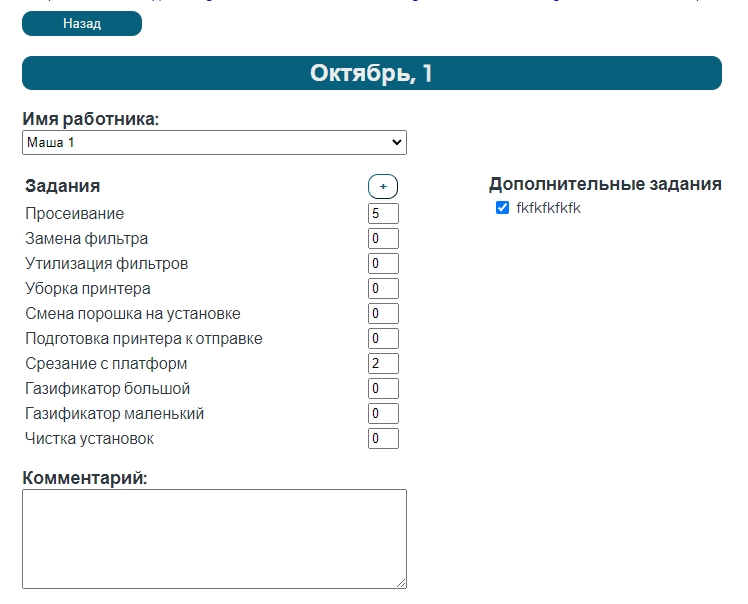 Назад
Октябрь, 1
Имя работника:
Маша 1
Задания +
Просеивание 5
Замена фильтра 0
Утилизация фильтров 0
Уборка принтера 0
Смена порошка на установке 0
Подготовка принтера к отправке 0
Срезание с платформ 2
Газификатор большой 0
Газификатор маленький 0
Чистка установок 0
Дополнительные задания
fkfkfkfkfk
Комментарий: